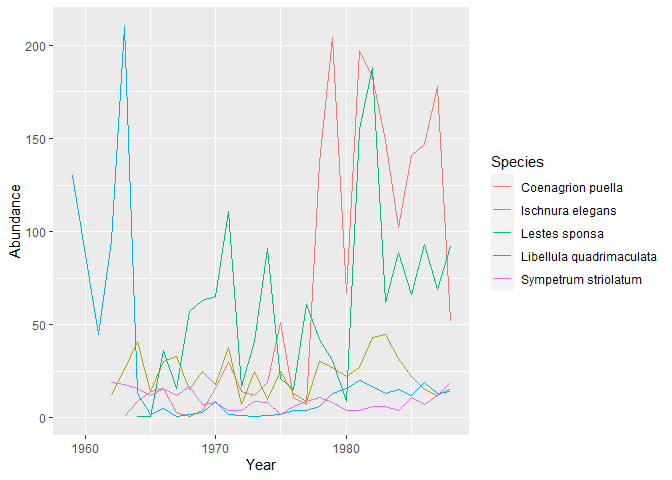 200
150
100
50
0
Abundance
1960
1970
1980
Year
Species
Coenagrion puella
Ischnura elegans
Lestes sponsa
Libellula quadrimaculata
Sympetrum striolatum